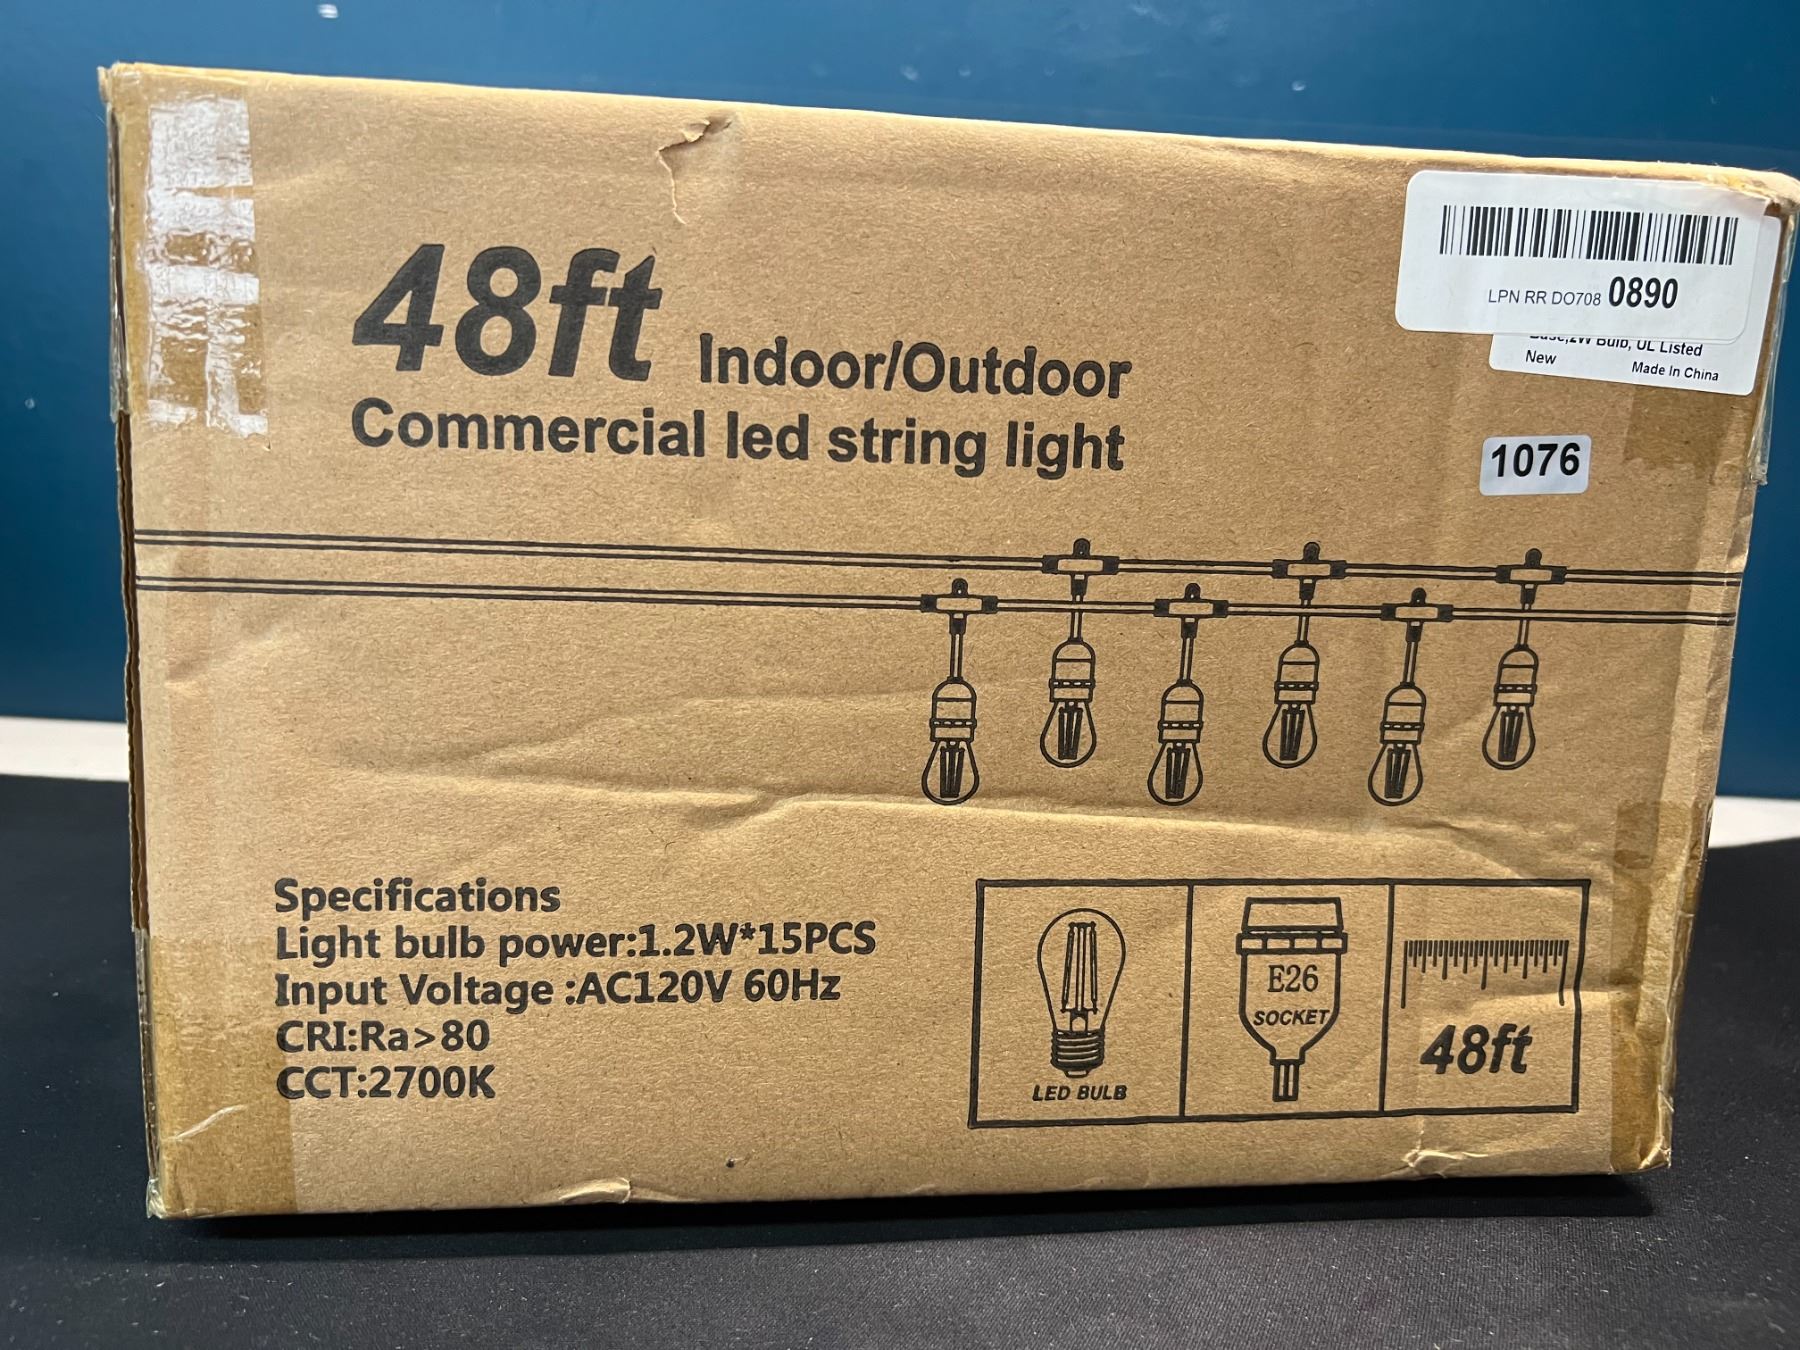 48ft Indoor/Outdoor
Commercial led string light
LPN RR DO708 0890
2W Bulb, UL Listed
New Made In China
1076
Specifications
Light bulb power:1.2W*15PCS
Input Voltage :AC120V 60Hz
CRI:Ra>80
CCT:2700K
LED BULB
E26
SOCKET
48ft